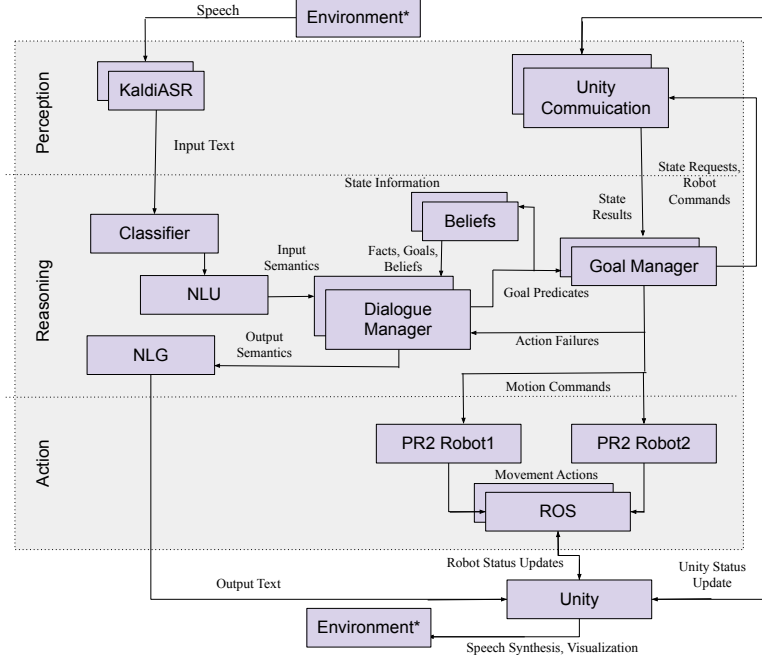 Speech
Environment*
Perception
KaldiASR
Unity
Commuication
Input Text
State Requests,
Robot
Commands
State
Results
State Information
Reasoning
Classifier
Beliefs
Input
Semantics
Facts, Goals,
Beliefs
Goal Manager
NLU
Goal Predicates
Dialogue
Manager
Output
Semantics
Action Failures
NLG
Motion Commands
Action
PR2 Robot1
PR2 Robot2
Movement Actions
ROS
Robot Status Updates
Unity Status
Update
Output Text
Unity
Environment*
Speech Synthesis, Visualization